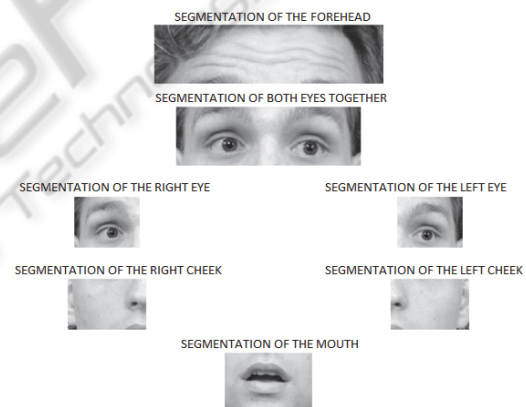 SEGMENTATION OF THE FOREHEAD
SEGMENTATION OF BOTH EYES TOGETHER
SEGMENTATION OF THE RIGHT EYE
SEGMENTATION OF THE LEFT EYE
SEGMENTATION OF THE RIGHT CHEEK
SEGMENTATION OF THE LEFT CHEEK
SEGMENTATION OF THE MOUTH